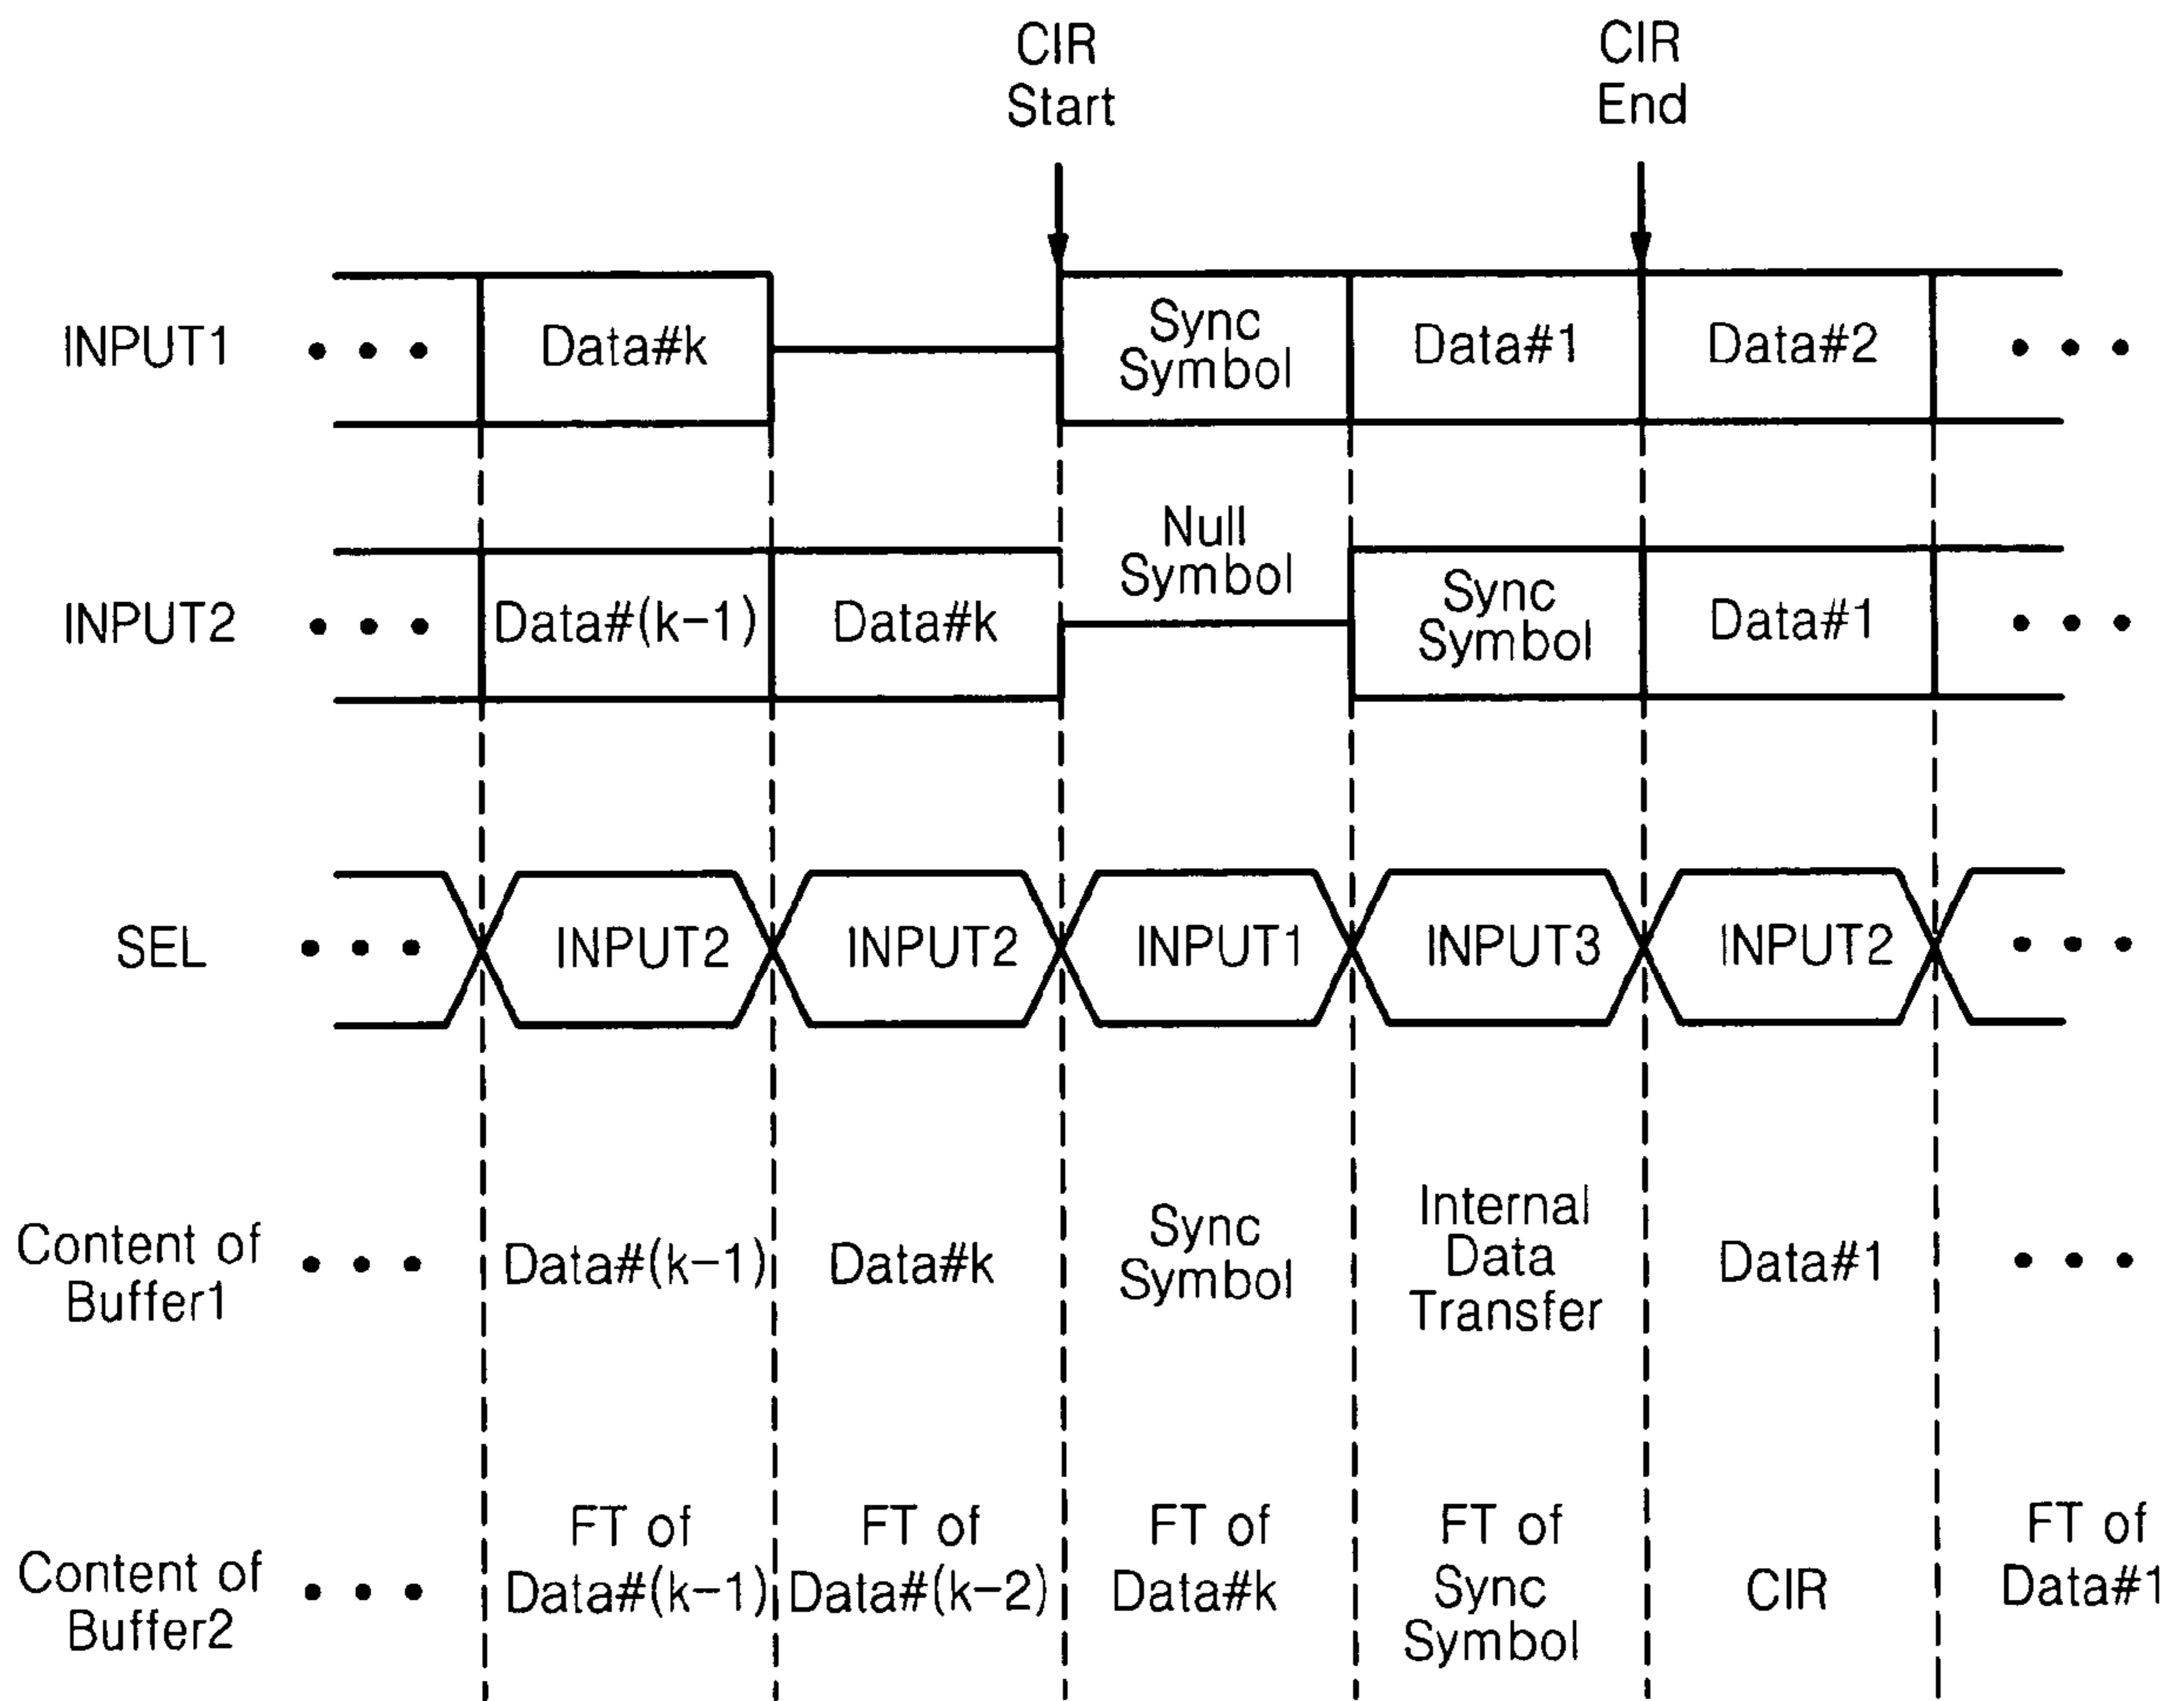 CIR
Start
CIR
End
INPUT1 • • • Data#k Sync
Symbol Data#1 Data#2 • • •
Null
Symbol
INPUT2 • • • Data#(k-1) Data#k Sync
Symbol Data#1 • • •
SEL • • • INPUT2 INPUT2 INPUT1 INPUT3 INPUT2 • • •
Content of
Buffer1 • • • Data#(k-1) Data#k Sync
Symbol Internal
Data
Transfer Data#1 • • •
Content of
Buffer2 • • • FT of
Data#(k-1) FT of
Data#(k-2) FT of
Data#k FT of
Sync
Symbol CIR FT of
Data#1